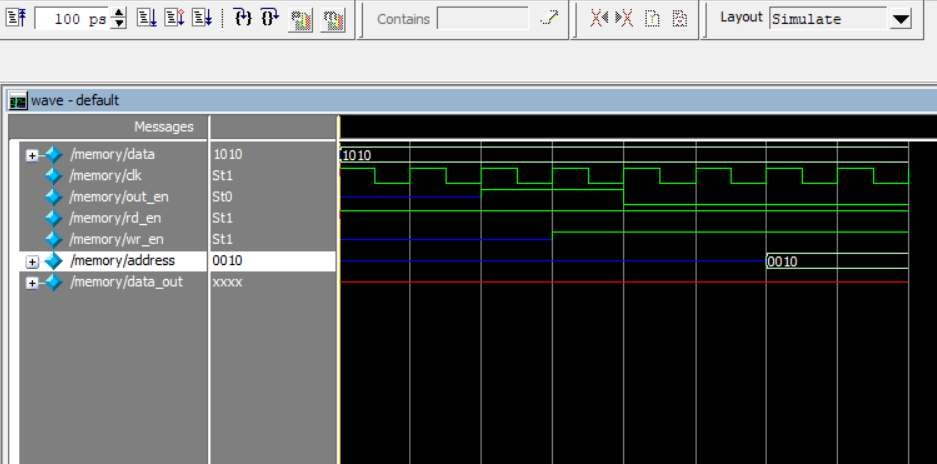 100 ps Contains Layout Simulate
wave - default
Messages
/memory/data 1010 1010
/memory/clk St1
/memory/out_en St0
/memory/rd_en St1
/memory/wr_en St1
/memory/address 0010 0010
/memory/data_out xxxx